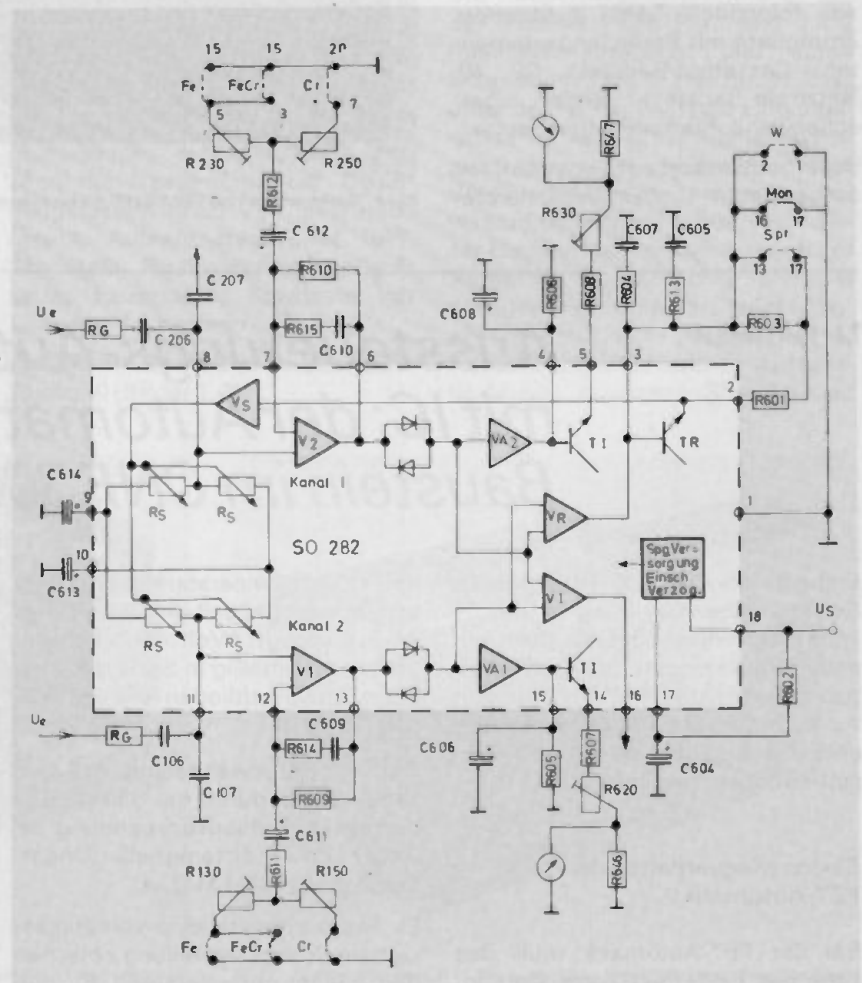 15 15 20
Fe FeCr Cr
5 3 7
R 230 R 250
R612
C 612
C 207
R610
R615 C610
Ue RG C 206
8 7 6
R647
R630
C607 C605
C608 R606 R608 R604 R613
4 5 3
W
2 1
Mon
16 17
Spr
13 17
R603
2 R601
VS
V2
VA2
TI
TR
Kanal 1
C 614
9
RS RS
10
C613
SO 282
RS RS
VR
VI
1
Spg.Ver=
sorgung
Einsch.
Verzög.
18 US
Kanal 2
V1
VA1
TI
11 12 13 15 14 16 17
Ue RG C 106
C107
R614 C609
R609
C611
R611
R130 R150
Fe FeCr Cr
C606 R605 R607
R620
R646
C604
R602